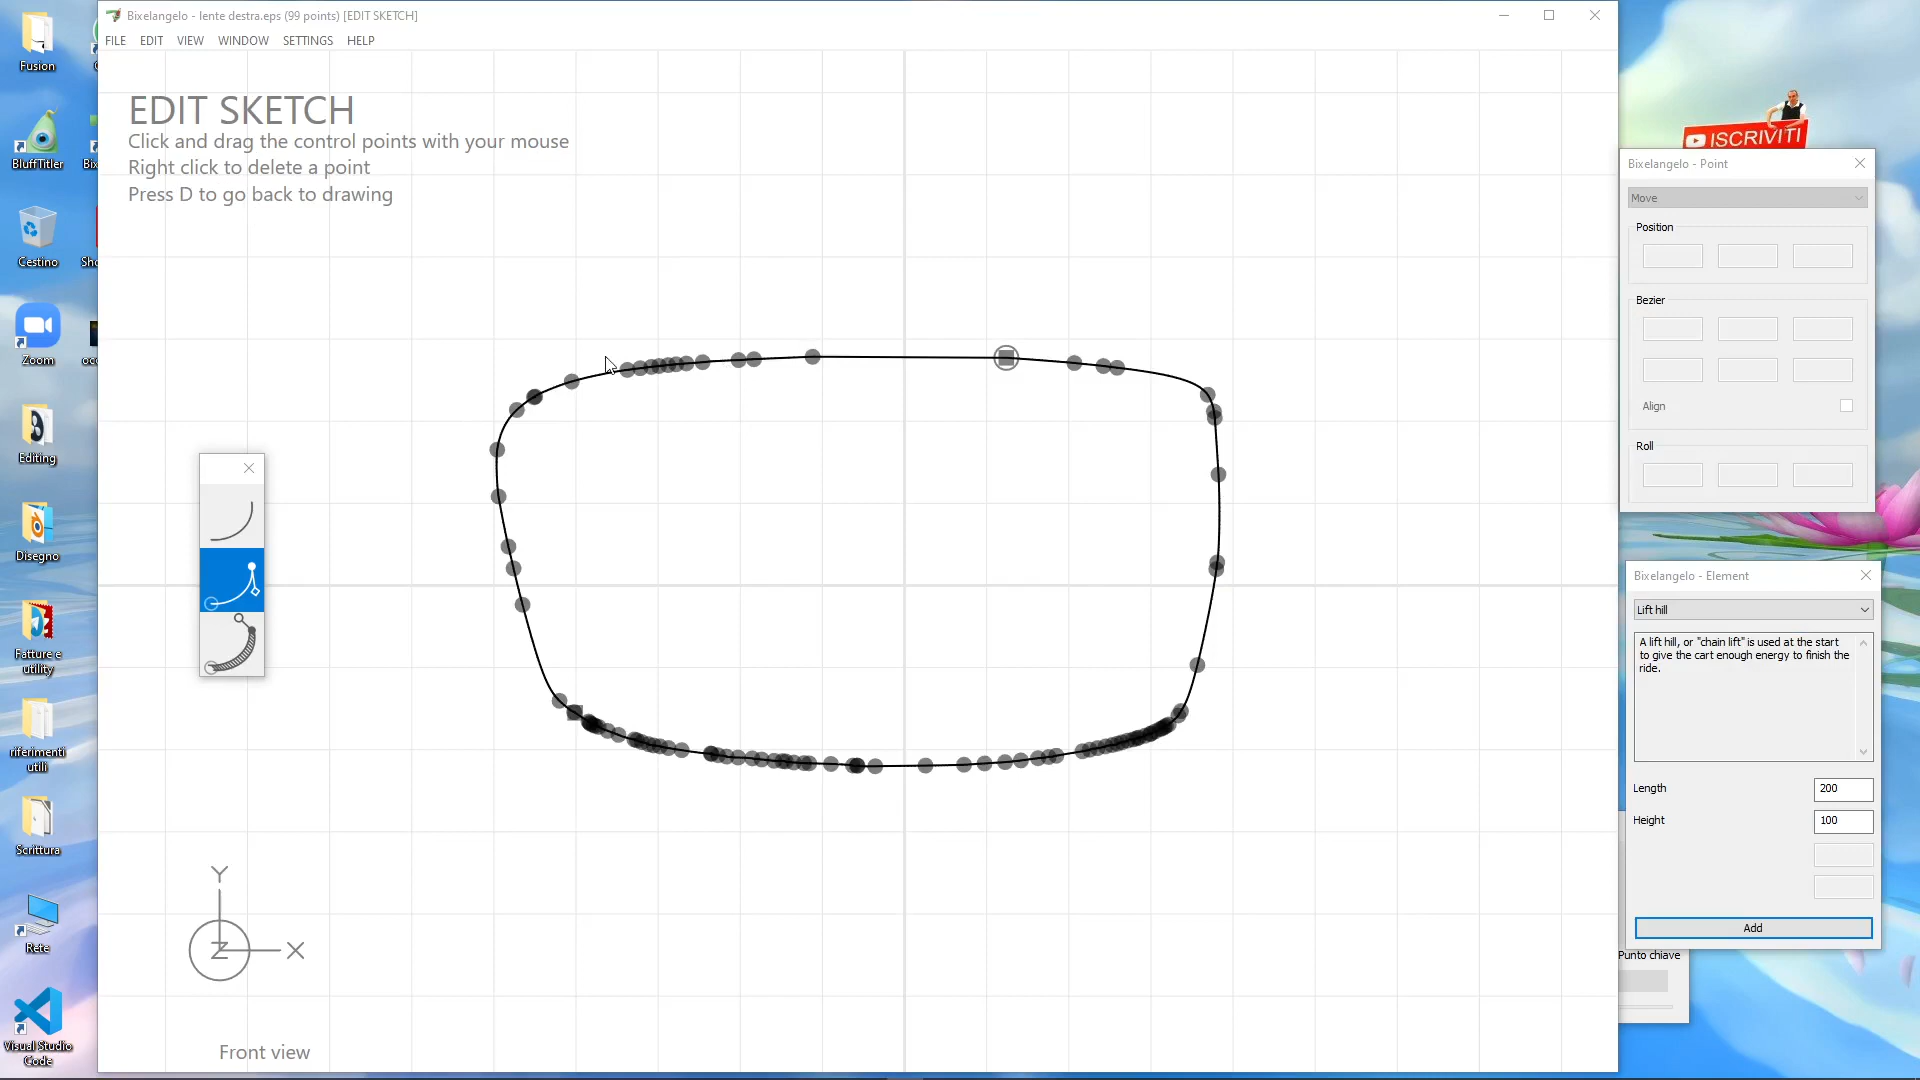 Bixelangelo - lente destra.eps (99 points) [EDIT SKETCH]
FILE EDIT VIEW WINDOW SETTINGS HELP
EDIT SKETCH
Click and drag the control points with your mouse
Right click to delete a point
Press D to go back to drawing
Y
Z
X
Front view
Fusion
BluffTitler
Cestino
Zoom
Editing
Disegno
Fatture e
utility
riferimenti
utili
Scrittura
Rete
Visual Studio
Code
ISCRIVITI
Bixelangelo - Point
Move
Position
Bezier
Align
Roll
Bixelangelo - Element
Lift hill
A lift hill, or "chain lift" is used at the start
to give the cart enough energy to finish the
ride.
Length 200
Height 100
Add
Punto chiave